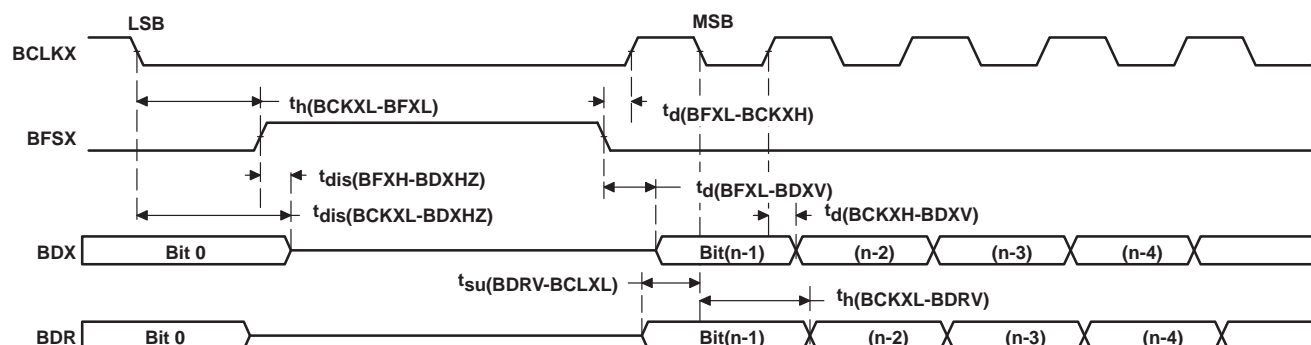 LSB MSB
BCLKX
th(BCKXL-BFXL)
td(BFXL-BCKXH)
BFSX
tdis(BFXH-BDXHZ)
td(BFXL-BDXV)
tdis(BCKXL-BDXHZ)
td(BCKXH-BDXV)
BDX Bit 0 Bit(n-1) (n-2) (n-3) (n-4)
tsu(BDRV-BCLXL)
th(BCKXL-BDRV)
BDR Bit 0 Bit(n-1) (n-2) (n-3) (n-4)